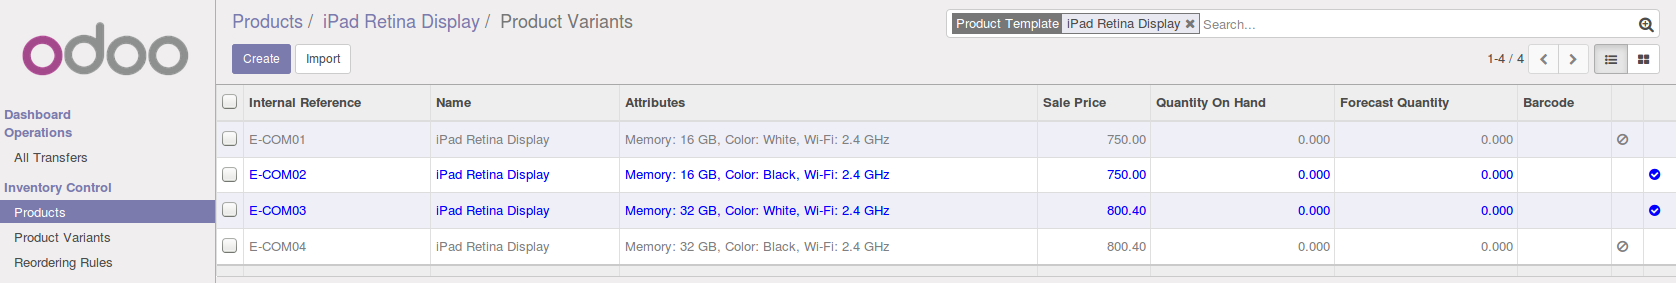 odoo
Dashboard
Operations
All Transfers
Inventory Control
Products
Product Variants
Reordering Rules
Products / iPad Retina Display / Product Variants
Product Template iPad Retina Display ✖ Search...
Create Import
1-4 / 4
Internal Reference Name Attributes Sale Price Quantity On Hand Forecast Quantity Barcode
E-COM01 iPad Retina Display Memory: 16 GB, Color: White, Wi-Fi: 2.4 GHz 750.00 0.000 0.000
E-COM02 iPad Retina Display Memory: 16 GB, Color: Black, Wi-Fi: 2.4 GHz 750.00 0.000 0.000
E-COM03 iPad Retina Display Memory: 32 GB, Color: White, Wi-Fi: 2.4 GHz 800.40 0.000 0.000
E-COM04 iPad Retina Display Memory: 32 GB, Color: Black, Wi-Fi: 2.4 GHz 800.40 0.000 0.000